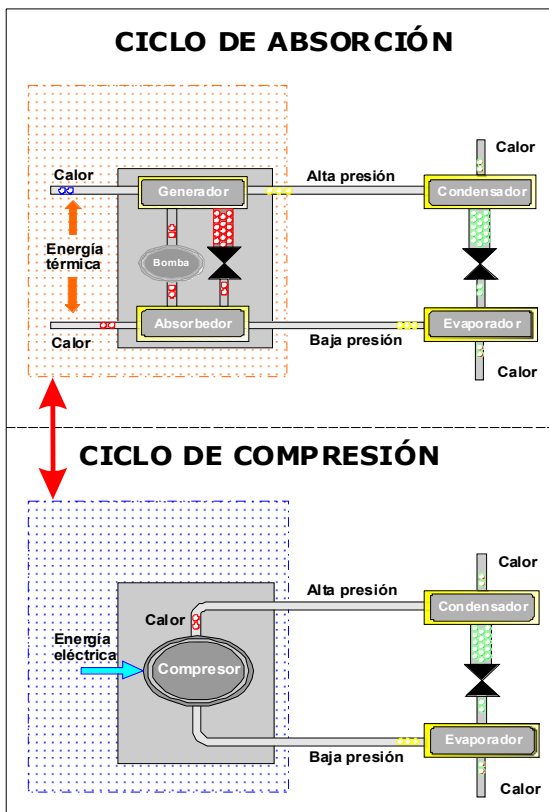 CICLO DE ABSORCIÓN
Calor
Calor
Generador
Alta presión
Condensador
Energía
térmica
Bomba
Absorbedor
Evaporador
Calor
Baja presión
Calor
CICLO DE COMPRESIÓN
Calor
Alta presión
Condensador
Calor
Energía
eléctrica
Compresor
Evaporador
Baja presión
Calor